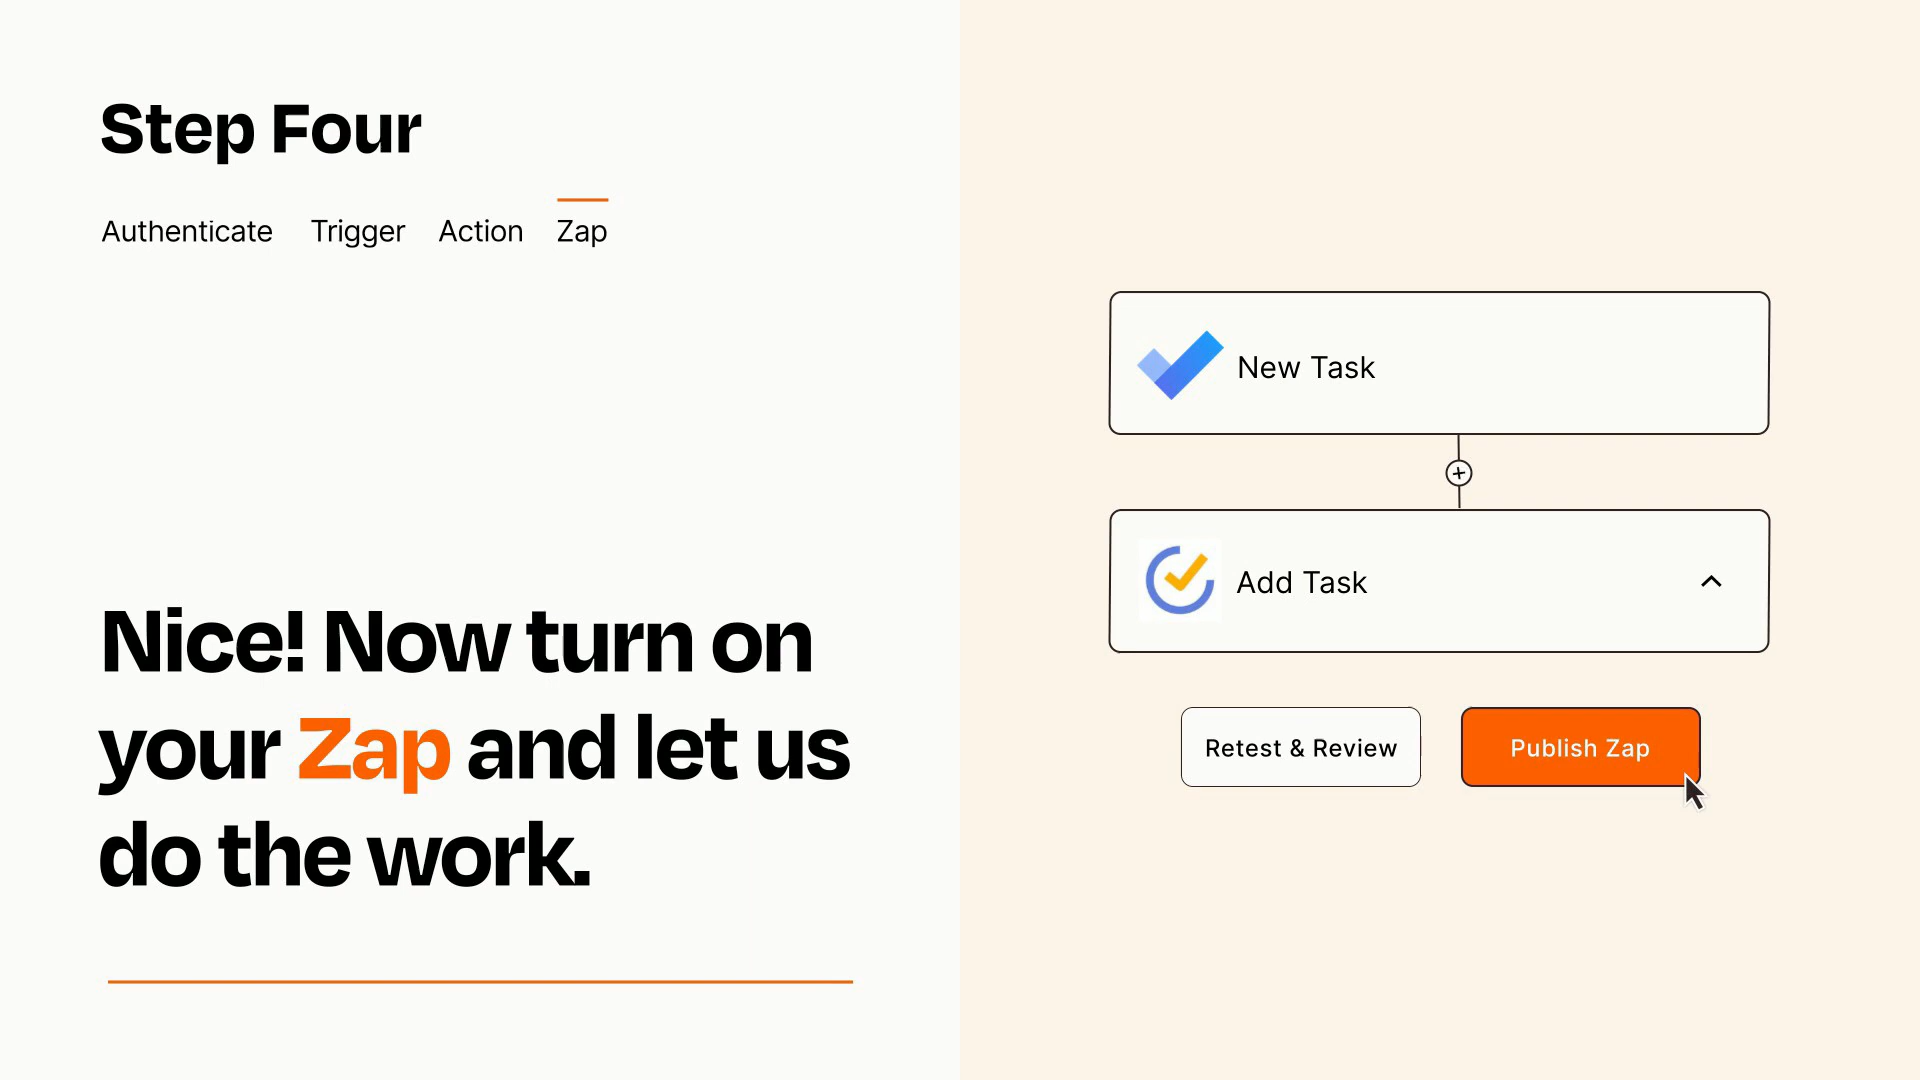 Step Four
Authenticate Trigger Action Zap
Nice! Now turn on
your Zap and let us
do the work.
New Task
Add Task
Retest & Review
Publish Zap